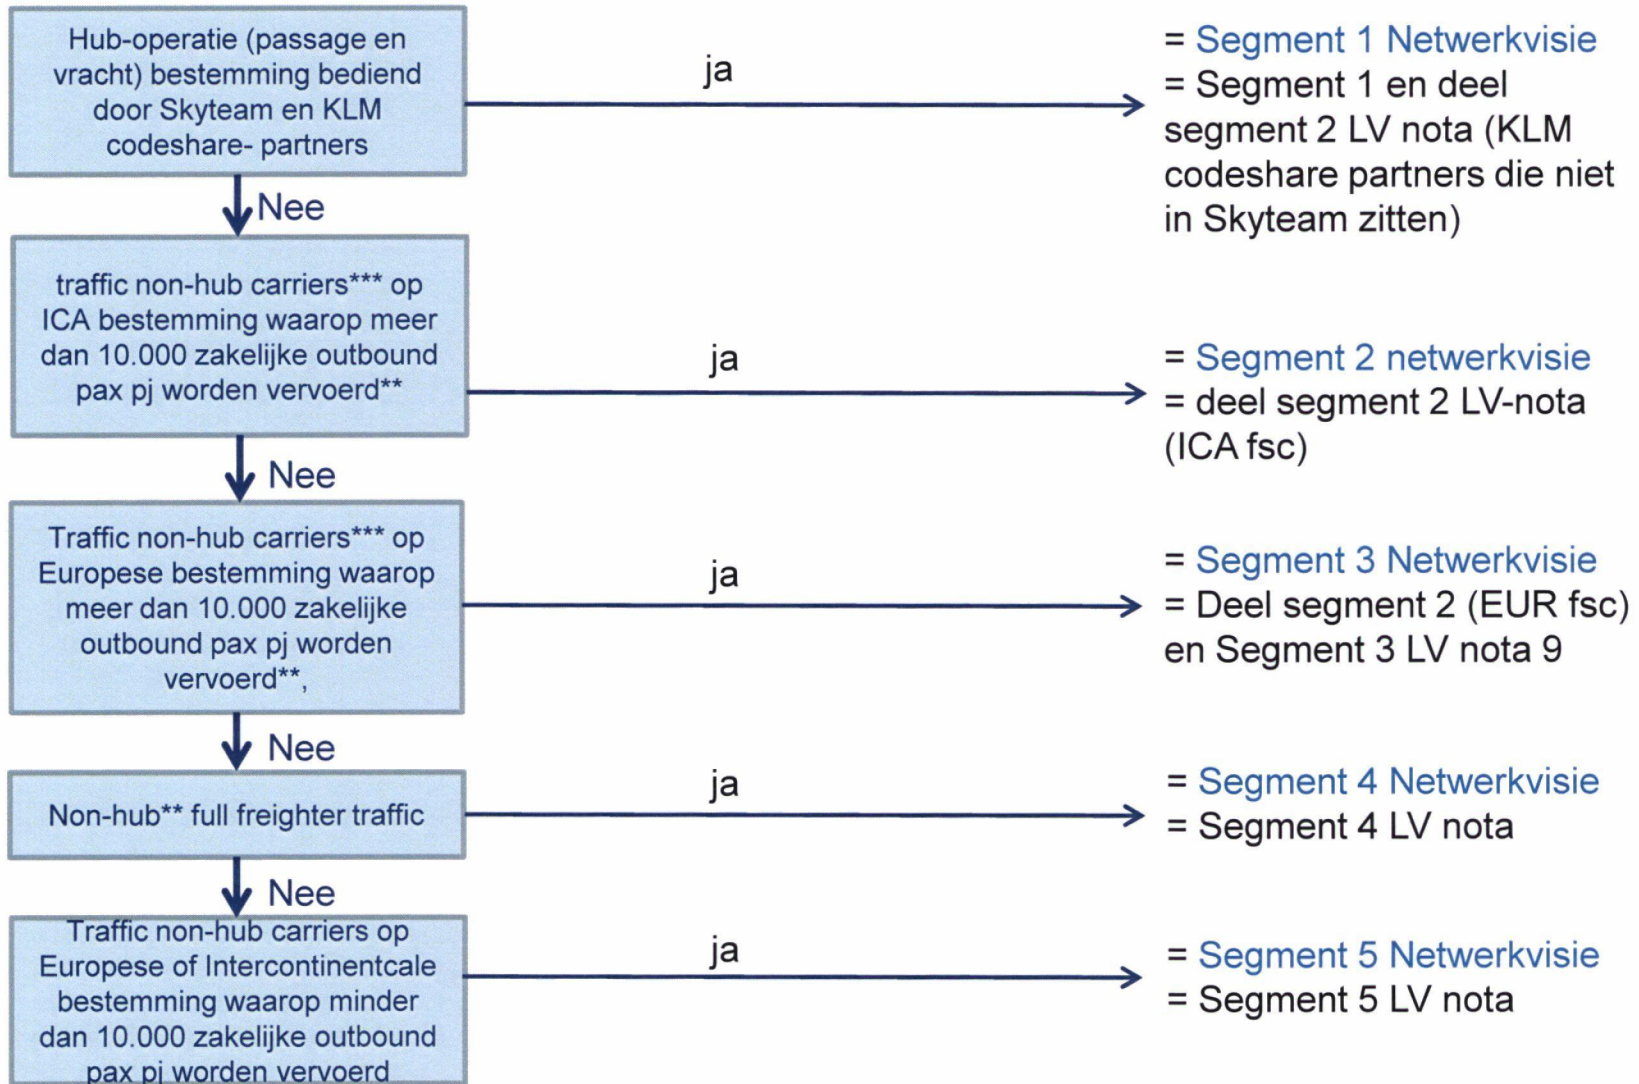 Hub-operatie (passage en
vracht) bestemming bediend
door Skyteam en KLM
codeshare- partners
ja
= Segment 1 Netwerkvisie
= Segment 1 en deel
segment 2 LV nota (KLM
codeshare partners die niet
in Skyteam zitten)
Nee
traffic non-hub carriers*** op
ICA bestemming waarop meer
dan 10.000 zakelijke outbound
pax pj worden vervoerd**
ja
= Segment 2 netwerkvisie
= deel segment 2 LV-nota
(ICA fsc)
Nee
Traffic non-hub carriers*** op
Europese bestemming waarop
meer dan 10.000 zakelijke
outbound pax pj worden
vervoerd**,
ja
= Segment 3 Netwerkvisie
= Deel segment 2 (EUR fsc)
en Segment 3 LV nota 9
Nee
Non-hub** full freighter traffic
ja
= Segment 4 Netwerkvisie
= Segment 4 LV nota
Nee
Traffic non-hub carriers op
Europese of Intercontinentcale
bestemming waarop minder
dan 10.000 zakelijke outbound
pax pj worden vervoerd
ja
= Segment 5 Netwerkvisie
= Segment 5 LV nota